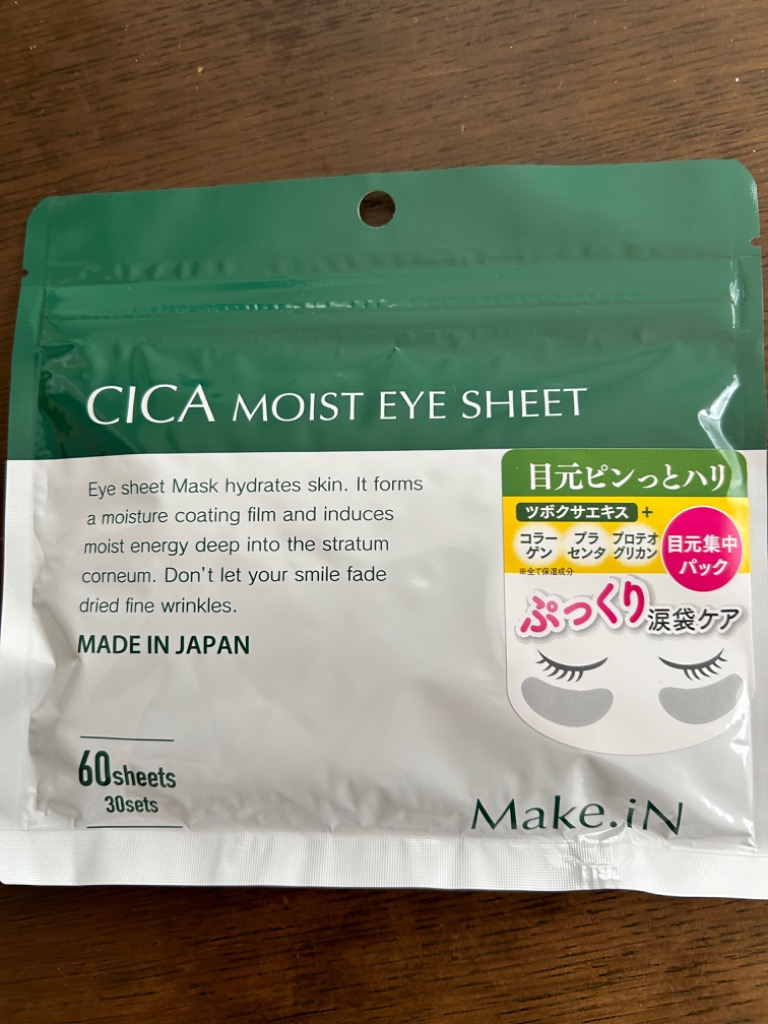 CICA MOIST EYE SHEET
Eye sheet Mask hydrates skin. It forms
a moisture coating film and induces
moist energy deep into the stratum
corneum. Don't let your smile fade
dried fine wrinkles.
MADE IN JAPAN
60sheets
30sets
目元ピンっとハリ
ツボクサエキス +
コラーゲン
プラセンタ
プロテオグリカン
※全て保湿成分
目元集中
パック
ぷっくり涙袋ケア
Make.iN